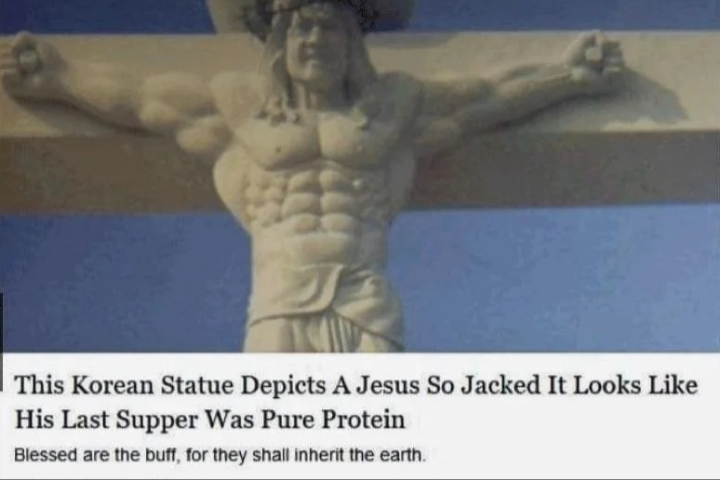 This Korean Statue Depicts A Jesus So Jacked It Looks Like
His Last Supper Was Pure Protein
Blessed are the buff, for they shall inherit the earth.